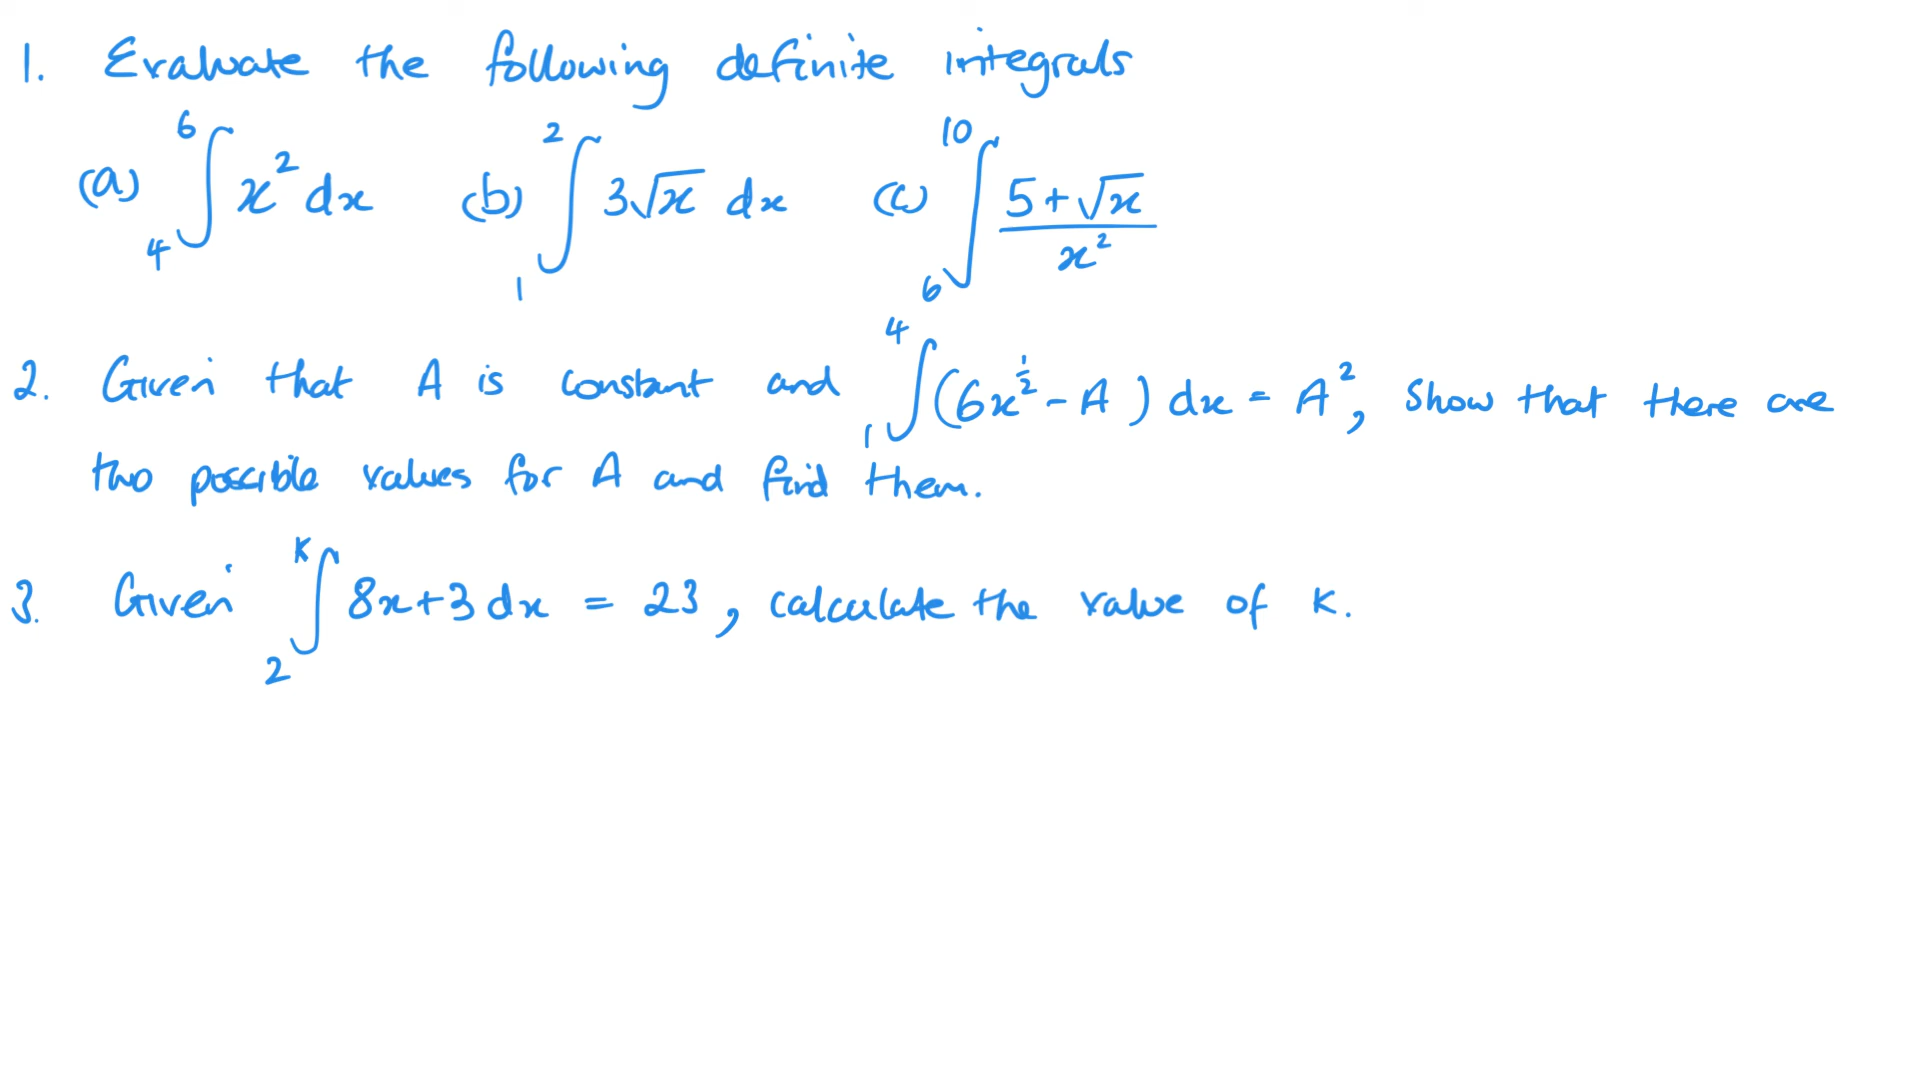 1. Evaluate the following definite integrals
(a) ∫₄⁶ x² dx (b) ∫₁² 3√x dx (c) ∫₆¹⁰ (5+√x)/x²
2. Given that A is constant and ∫₁⁴ (6x^½ - A) dx = A², show that there are
two possible values for A and find them.
3. Given ∫₂ᴷ 8x+3 dx = 23, calculate the value of K.